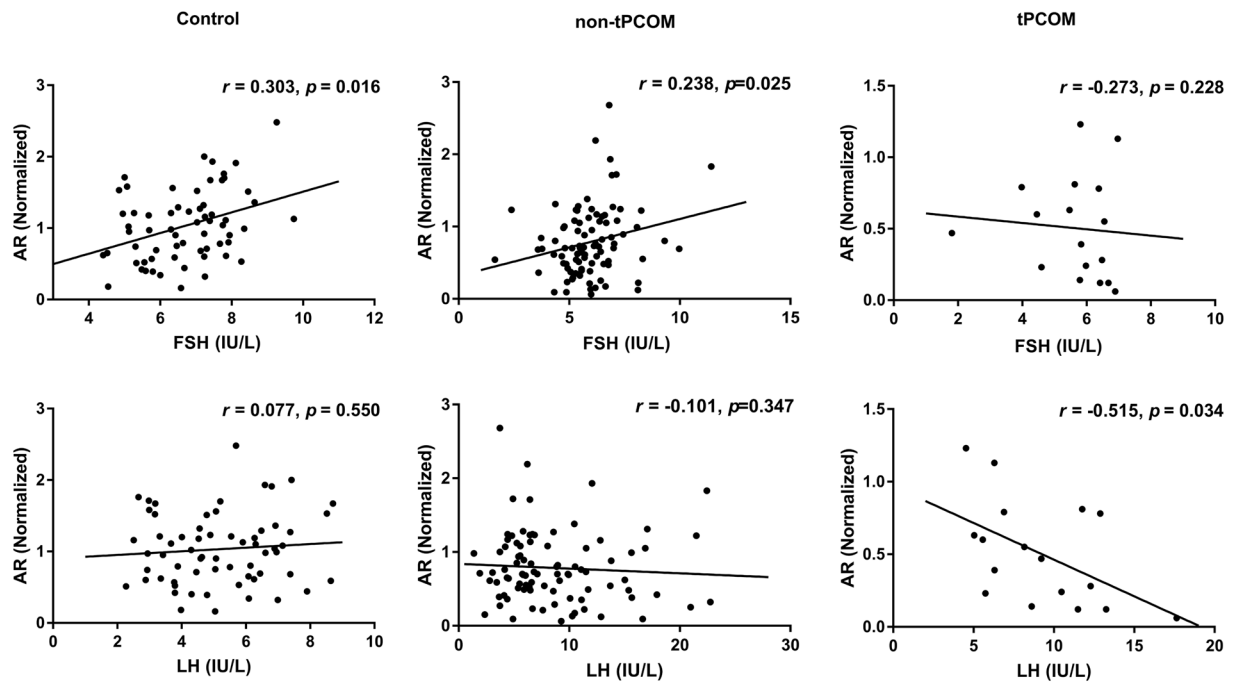 Control
non-tPCOM
tPCOM
r = 0.303, p = 0.016
AR (Normalized)
3
2
1
0
4
6
8
10
12
FSH (IU/L)
r = 0.238, p=0.025
AR (Normalized)
3
2
1
0
0
5
10
15
FSH (IU/L)
r = -0.273, p = 0.228
AR (Normalized)
1.5
1.0
0.5
0.0
0
2
4
6
8
10
FSH (IU/L)
r = 0.077, p = 0.550
AR (Normalized)
3
2
1
0
0
2
4
6
8
10
LH (IU/L)
r = -0.101, p=0.347
AR (Normalized)
3
2
1
0
0
10
20
30
LH (IU/L)
r = -0.515, p = 0.034
AR (Normalized)
1.5
1.0
0.5
0.0
0
5
10
15
20
LH (IU/L)